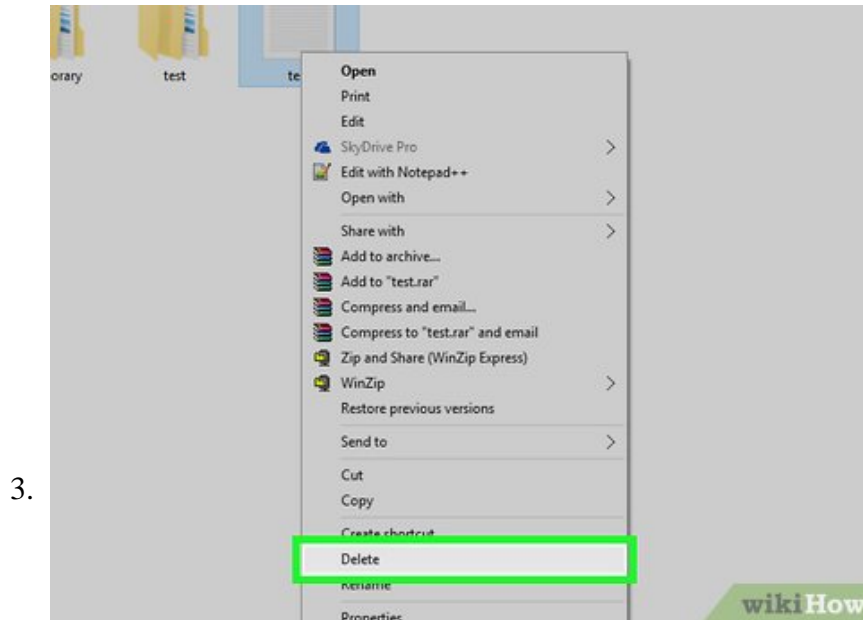 orary
test
te
Open
Print
Edit
SkyDrive Pro
Edit with Notepad++
Open with
Share with
Add to archive...
Add to "test.rar"
Compress and email...
Compress to "test.rar" and email
Zip and Share (WinZip Express)
WinZip
Restore previous versions
Send to
Cut
3.
Copy
Create shortcut
Delete
Rename
Properties
wikiHow